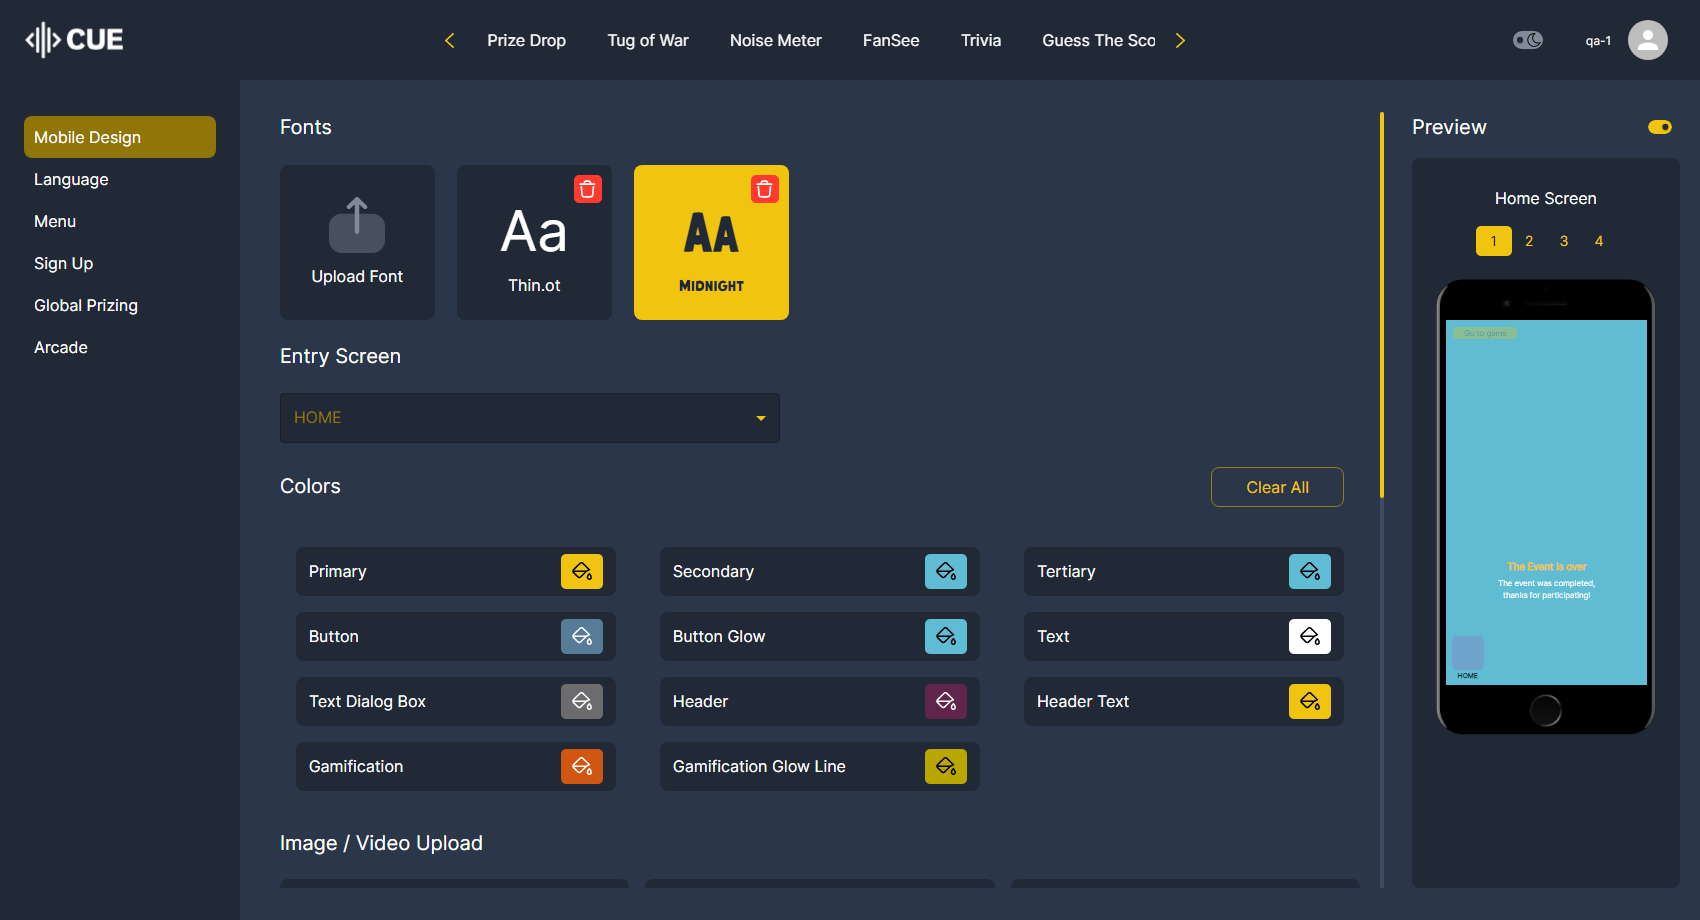 CUE
Prize Drop
Tug of War
Noise Meter
FanSee
Trivia
Guess The Sco
qa-1
Mobile Design
Language
Menu
Sign Up
Global Prizing
Arcade
Fonts
Upload Font
Aa
Thin.ot
AA
MIDNIGHT
Entry Screen
HOME
Colors
Clear All
Primary
Secondary
Tertiary
Button
Button Glow
Text
Text Dialog Box
Header
Header Text
Gamification
Gamification Glow Line
Image / Video Upload
Preview
Home Screen
1 2 3 4
Go to game
The Event is over
The event was completed,
thanks for participating!
HOME